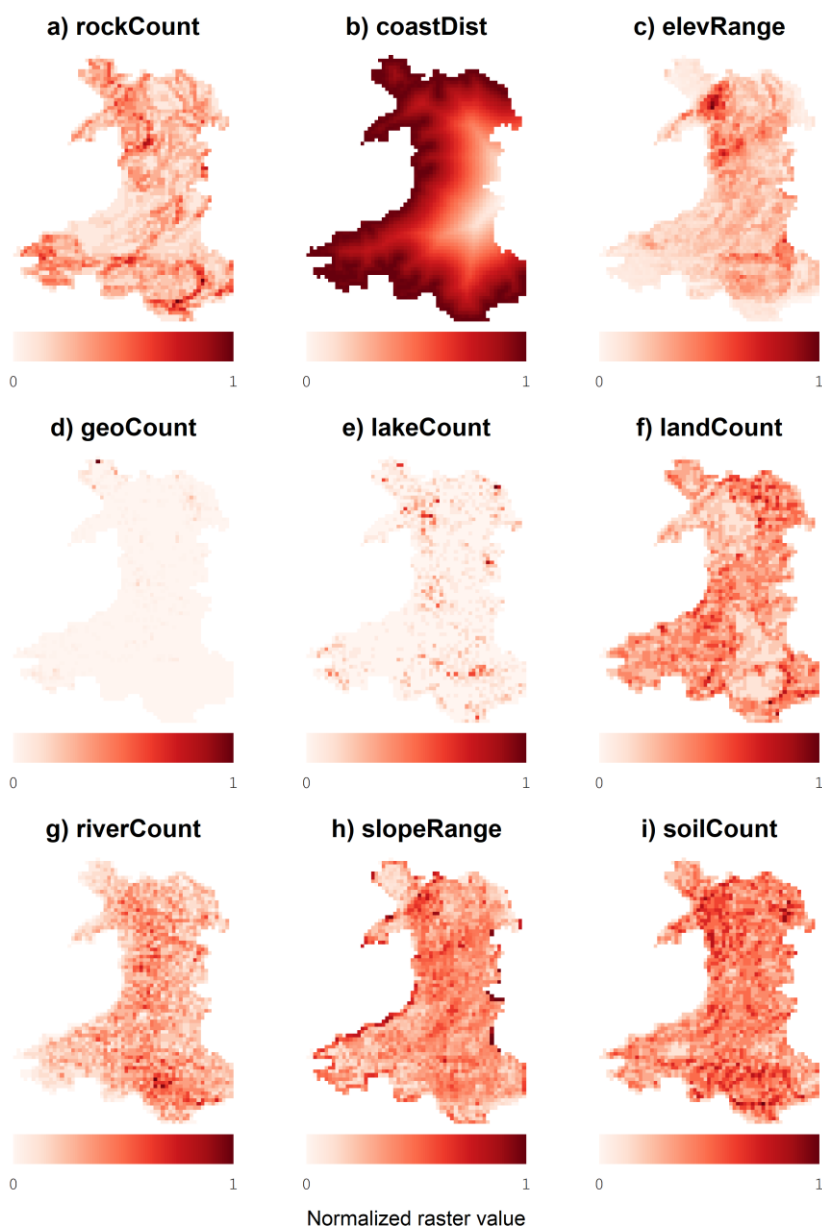 a) rockCount b) coastDist c) elevRange
0 1 0 1 0 1
d) geoCount e) lakeCount f) landCount
0 1 0 1 0 1
g) riverCount h) slopeRange i) soilCount
0 1 0 1 0 1
Normalized raster value